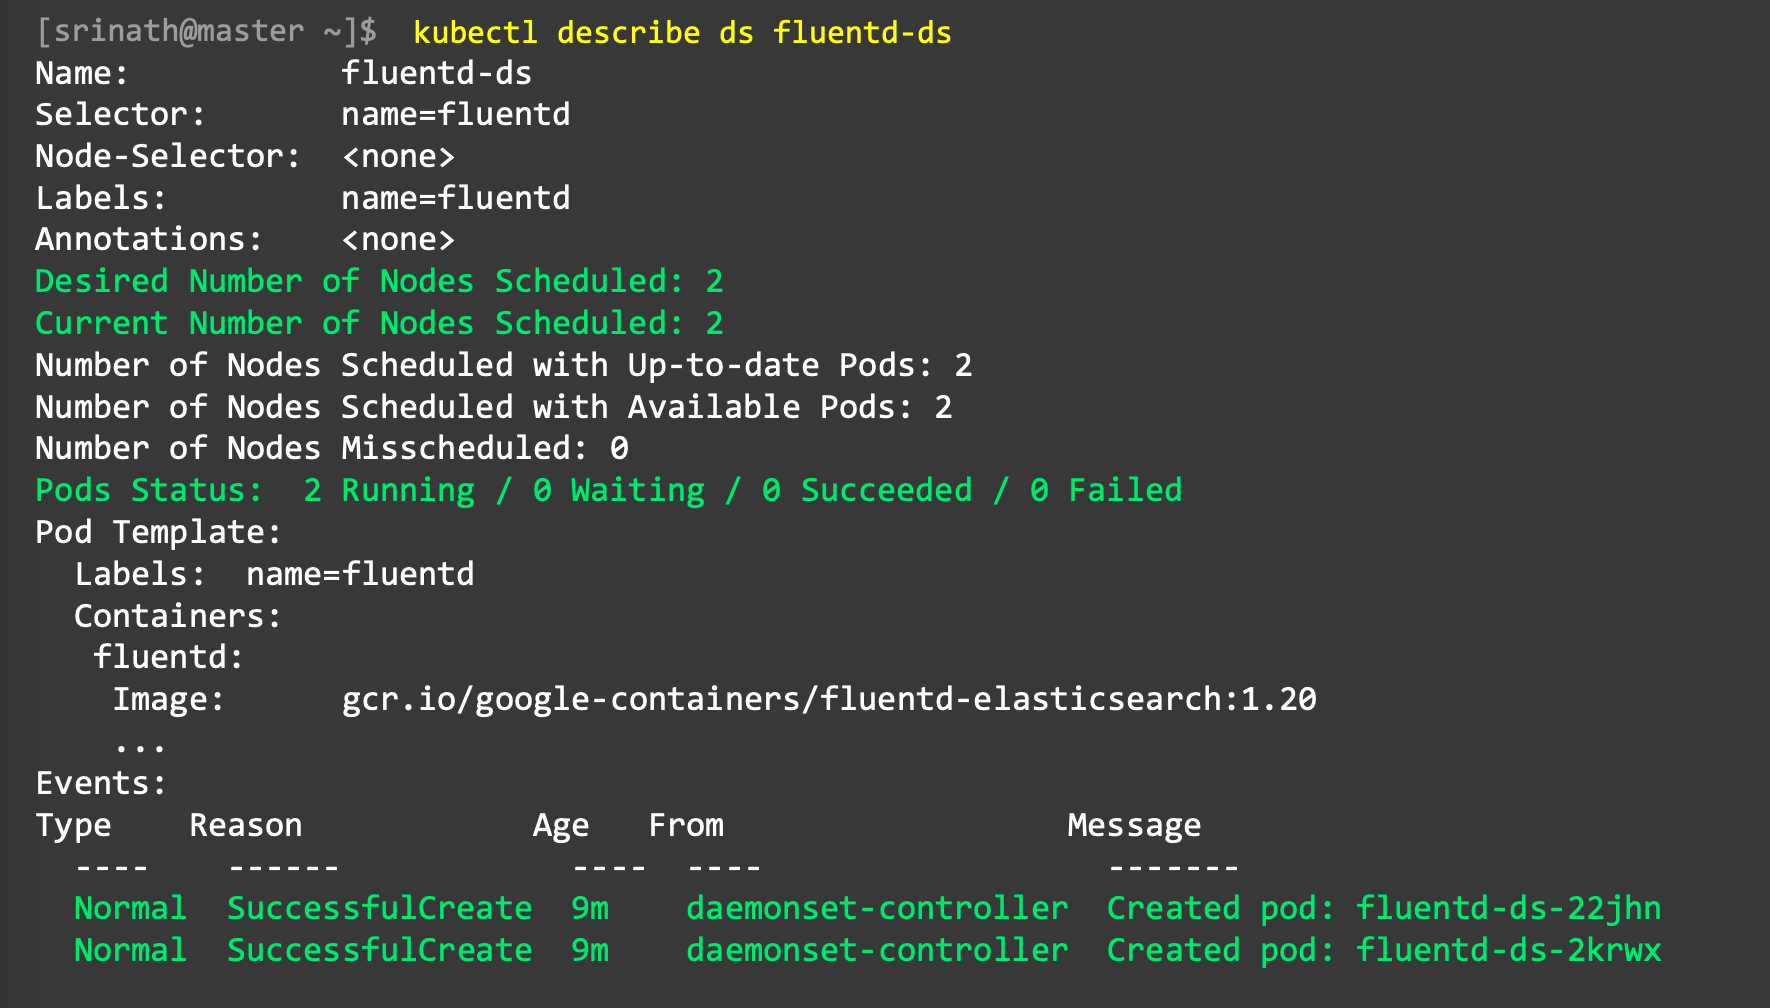 [srinath@master ~]$  kubectl describe ds fluentd-ds
Name:           fluentd-ds
Selector:       name=fluentd
Node-Selector:  <none>
Labels:         name=fluentd
Annotations:    <none>
Desired Number of Nodes Scheduled: 2
Current Number of Nodes Scheduled: 2
Number of Nodes Scheduled with Up-to-date Pods: 2
Number of Nodes Scheduled with Available Pods: 2
Number of Nodes Misscheduled: 0
Pods Status:  2 Running / 0 Waiting / 0 Succeeded / 0 Failed
Pod Template:
  Labels:  name=fluentd
  Containers:
   fluentd:
    Image:      gcr.io/google-containers/fluentd-elasticsearch:1.20
    ...
Events:
Type    Reason            Age   From                  Message
  ----    ------            ----  ----                  -------
  Normal  SuccessfulCreate  9m    daemonset-controller  Created pod: fluentd-ds-22jhn
  Normal  SuccessfulCreate  9m    daemonset-controller  Created pod: fluentd-ds-2krwx